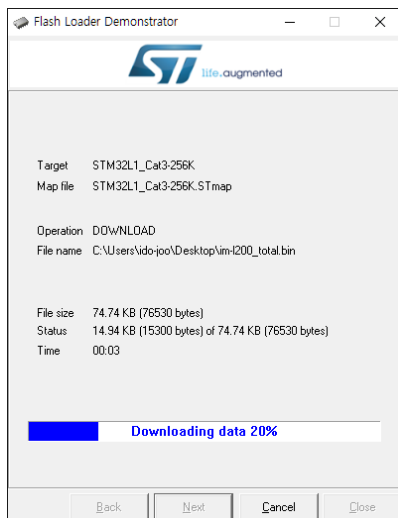 Flash Loader Demonstrator
life.augmented
Target STM32L1_Cat3-256K
Map file STM32L1_Cat3-256K.STmap
Operation DOWNLOAD
File name C:\Users\ido-joo\Desktop\im-l200_total.bin
File size 74.74 KB (76530 bytes)
Status 14.94 KB (15300 bytes) of 74.74 KB (76530 bytes)
Time 00:03
Downloading data 20%
Back Next Cancel Close